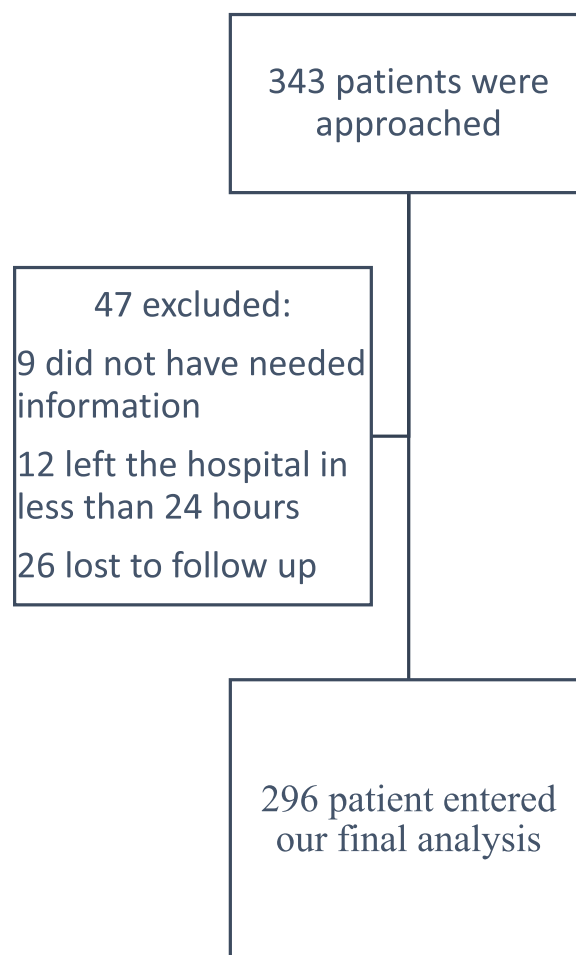 343 patients were
approached
47 excluded:
9 did not have needed
information
12 left the hospital in
less than 24 hours
26 lost to follow up
296 patient entered
our final analysis